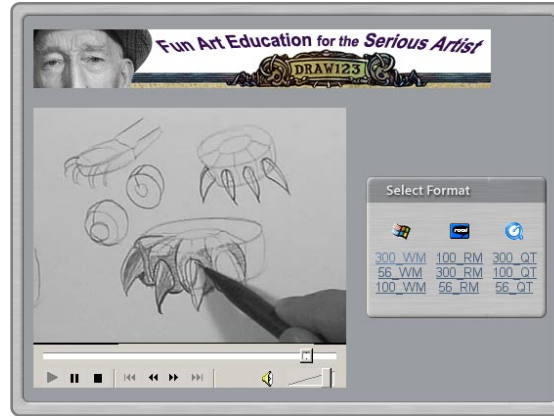 Fun Art Education for the Serious Artist
DRAW123
Select Format
real
300_WM 100_RM 300_QT
56_WM 300_RM 100_QT
100_WM 56_RM 56_QT